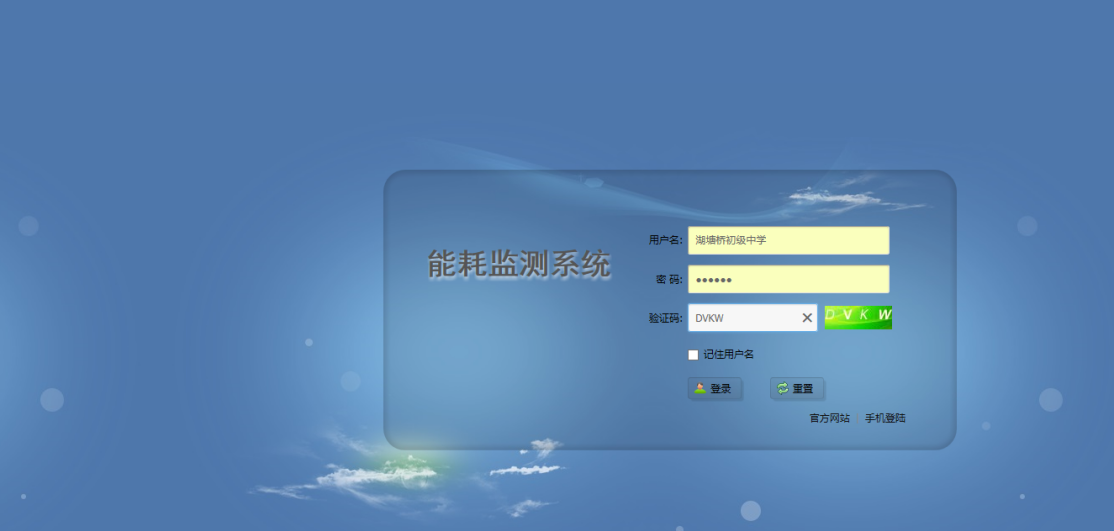 能耗监测系统
用户名: 湖塘桥初级中学
密 码: ••••••
验证码: DVKW DVKW
记住用户名
登录 重置
官方网站 手机登陆